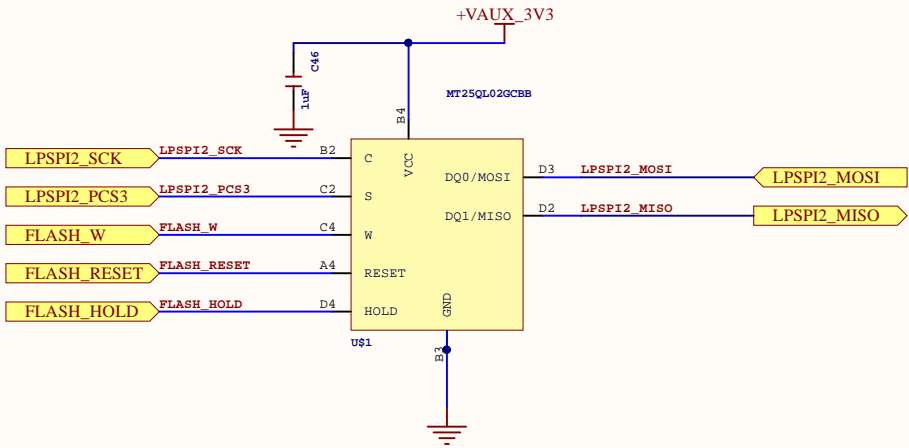 +VAUX_3V3
C46
1uF
MT25QL02GCBB
B4
LPSPI2_SCK LPSPI2_SCK B2 C
VCC
DQ0/MOSI D3 LPSPI2_MOSI LPSPI2_MOSI
LPSPI2_PCS3 LPSPI2_PCS3 C2 S
DQ1/MISO D2 LPSPI2_MISO LPSPI2_MISO
FLASH_W FLASH_W C4 W
FLASH_RESET FLASH_RESET A4 RESET
FLASH_HOLD FLASH_HOLD D4 HOLD
GND
U$1
B3